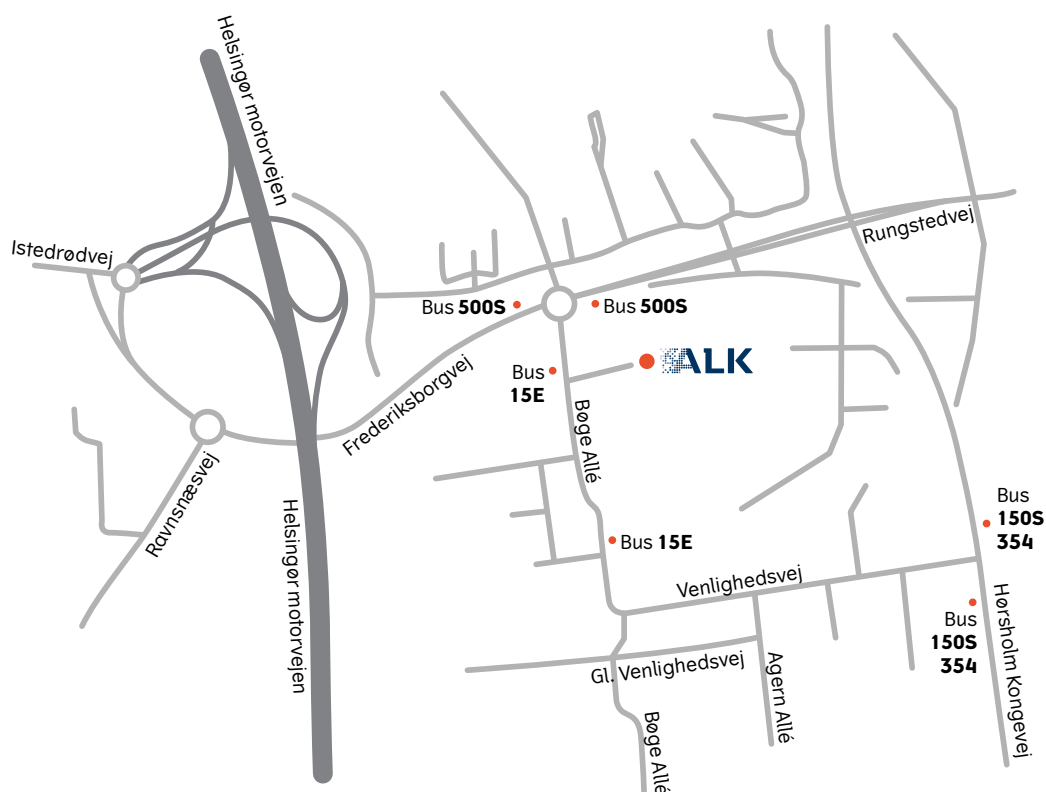 Helsingør motorvejen
Istedrødvej
Rungstedvej
Bus 500S
Bus 500S
ALK
Bus
15E
Frederiksborgvej
Bøge Allé
Ravnsnæsvej
Helsingør motorvejen
Bus
150S
354
Bus 15E
Venlighedsvej
Hørsholm Kongevej
Bus
150S
354
Gl. Venlighedsvej
Agern Allé
Bøge Allé